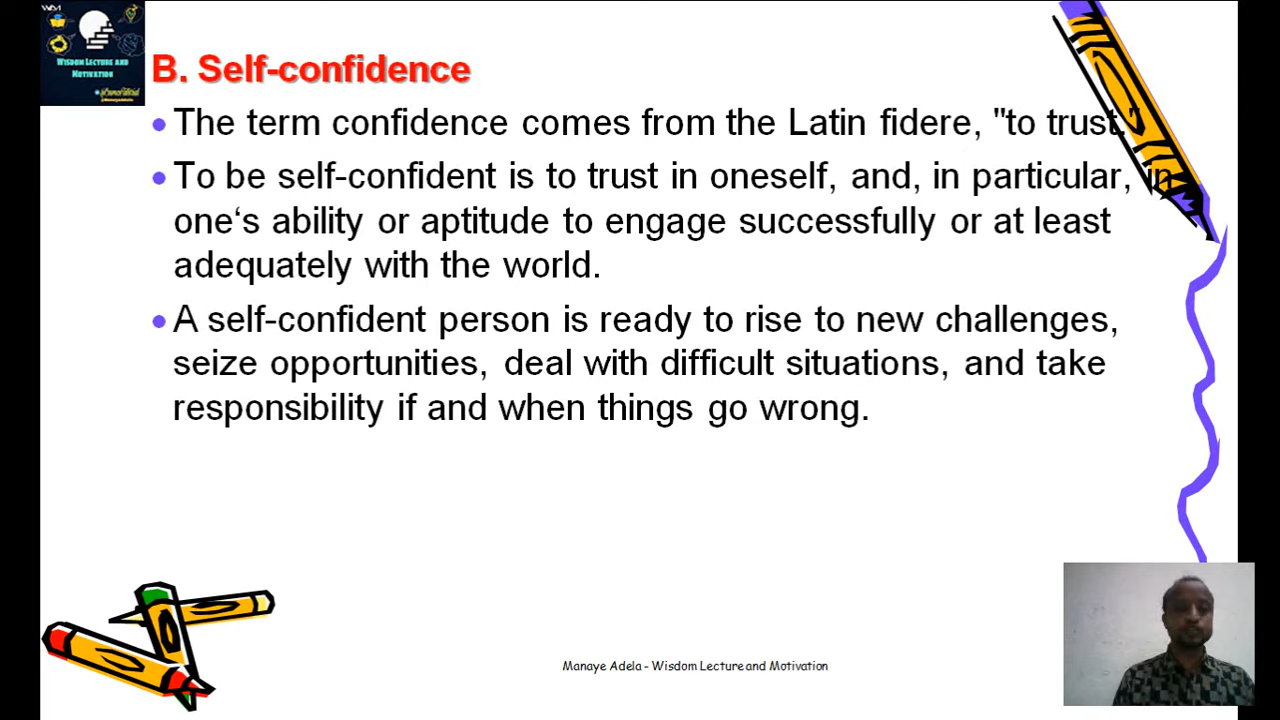 WLM
WISDOM LECTURE AND
MOTIVATION
B. Self-confidence
• The term confidence comes from the Latin fidere, "to trust."
• To be self-confident is to trust in oneself, and, in particular, in
one‘s ability or aptitude to engage successfully or at least
adequately with the world.
• A self-confident person is ready to rise to new challenges,
seize opportunities, deal with difficult situations, and take
responsibility if and when things go wrong.
Manaye Adela - Wisdom Lecture and Motivation